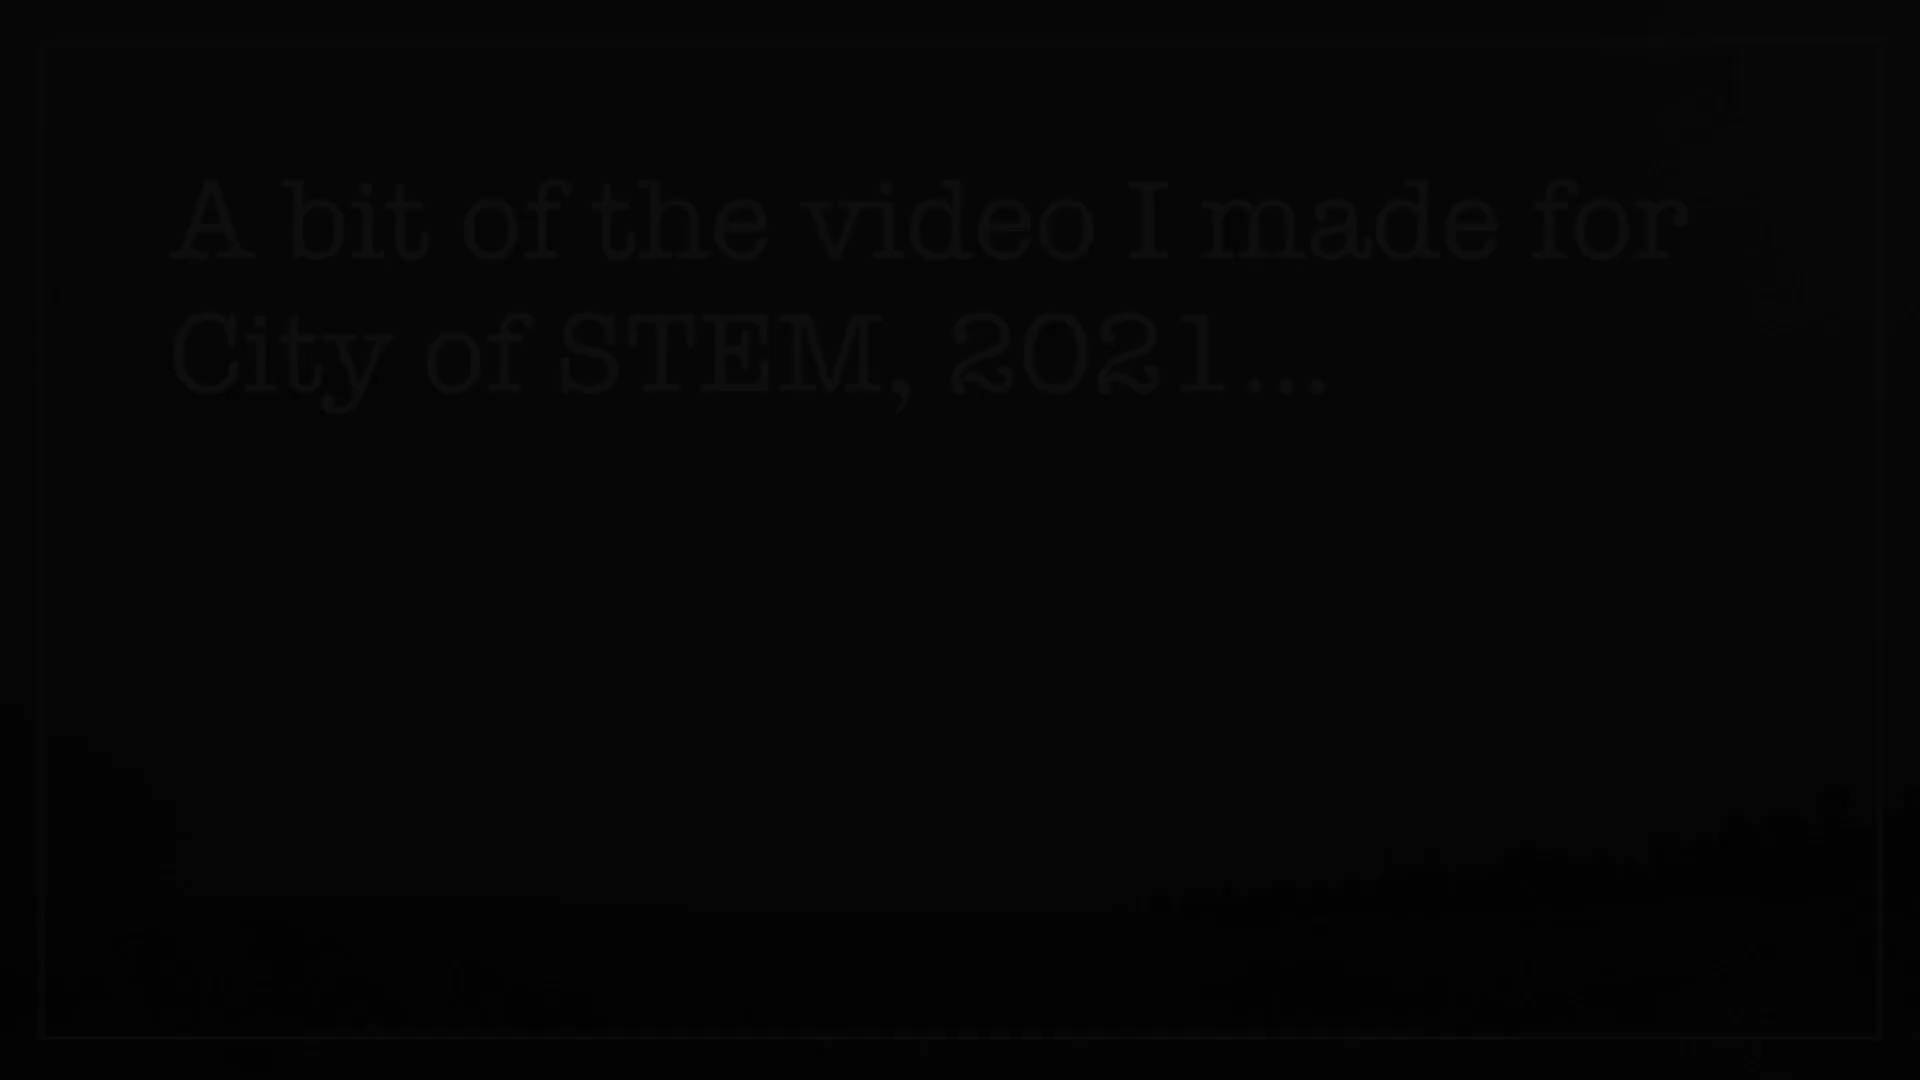 A bit of the video I made for
City of STEM, 2021...